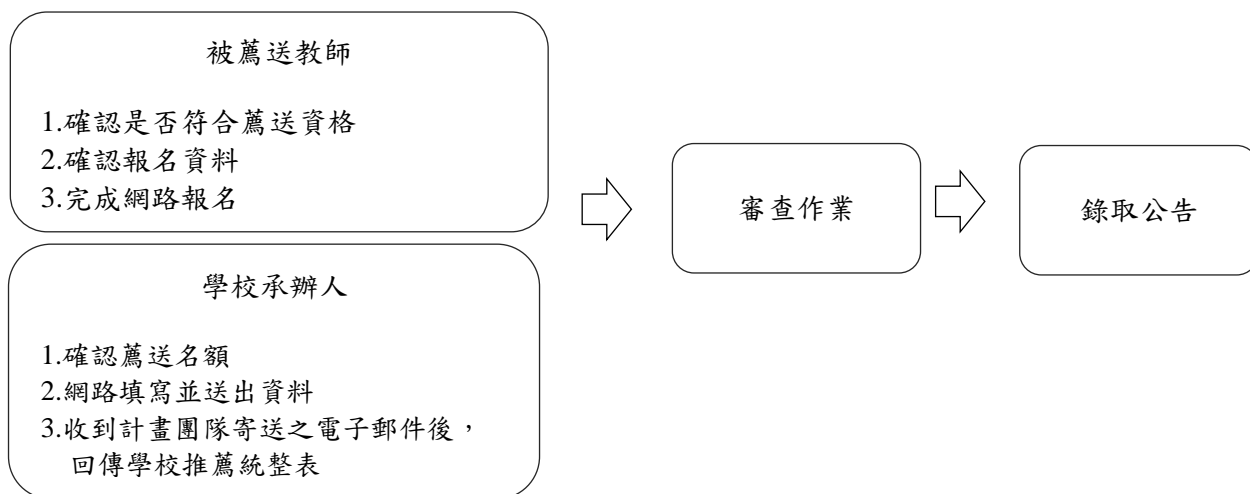 被薦送教師
1.確認是否符合薦送資格
2.確認報名資料
3.完成網路報名
學校承辦人
1.確認薦送名額
2.網路填寫並送出資料
3.收到計畫團隊寄送之電子郵件後，
回傳學校推薦統整表
審查作業
錄取公告